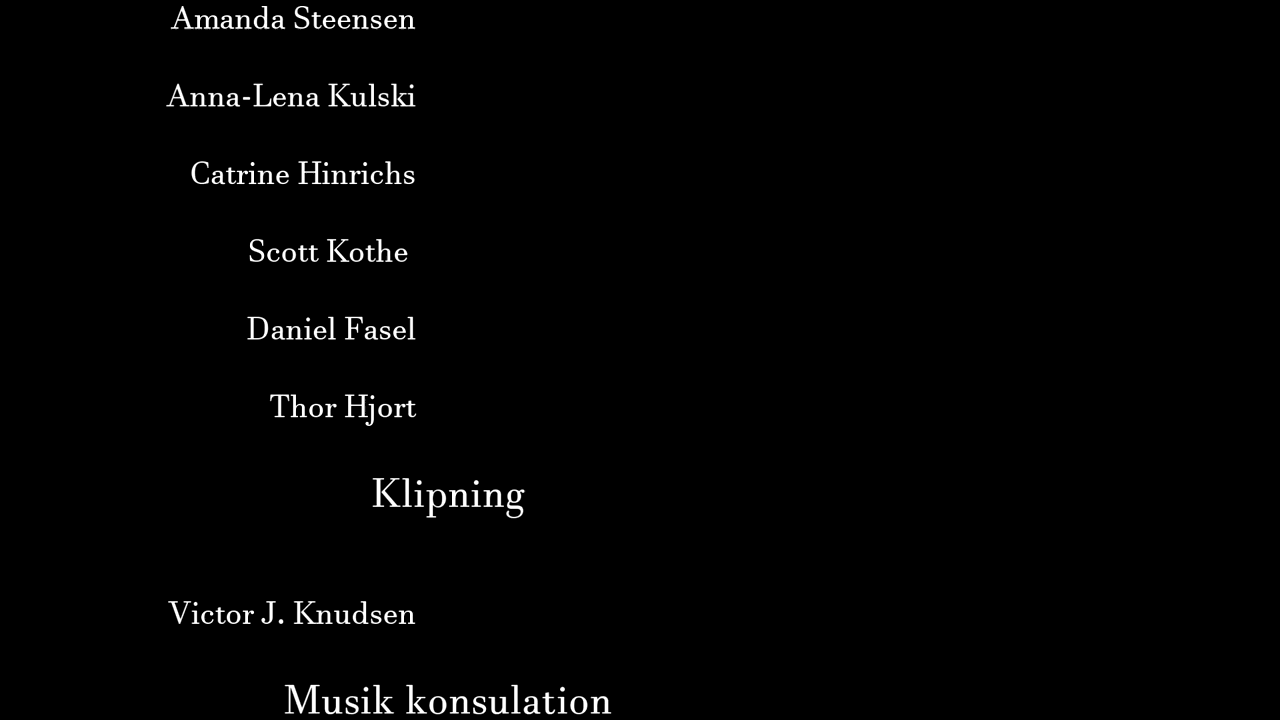 Amanda Steensen
Anna-Lena Kulski
Catrine Hinrichs
Scott Kothe
Daniel Fasel
Thor Hjort
Klipning
Victor J. Knudsen
Musik konsulation